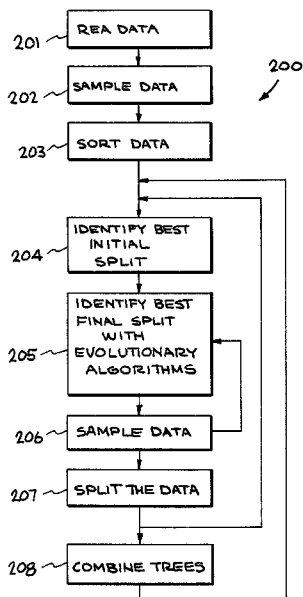 201
REA DATA
200
202
SAMPLE DATA
203
SORT DATA
204
IDENTIFY BEST
INITIAL
SPLIT
205
IDENTIFY BEST
FINAL SPLIT
WITH
EVOLUTIONARY
ALGORITHMS
206
SAMPLE DATA
207
SPLIT THE DATA
208
COMBINE TREES